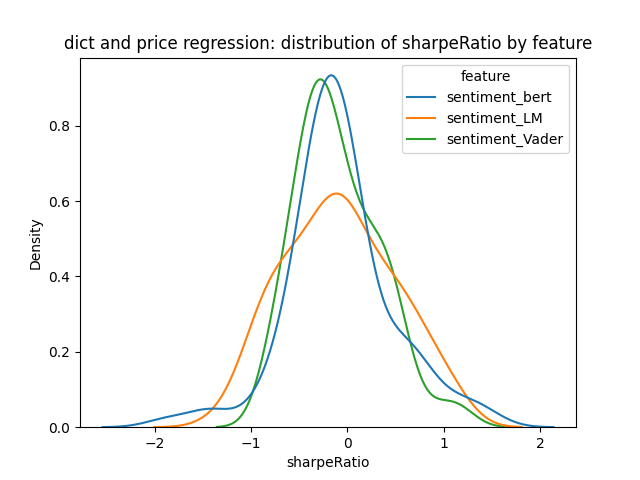 dict and price regression: distribution of sharpeRatio by feature
feature
sentiment_bert
sentiment_LM
sentiment_Vader
Density
0.8
0.6
0.4
0.2
0.0
−2
−1
0
1
2
sharpeRatio